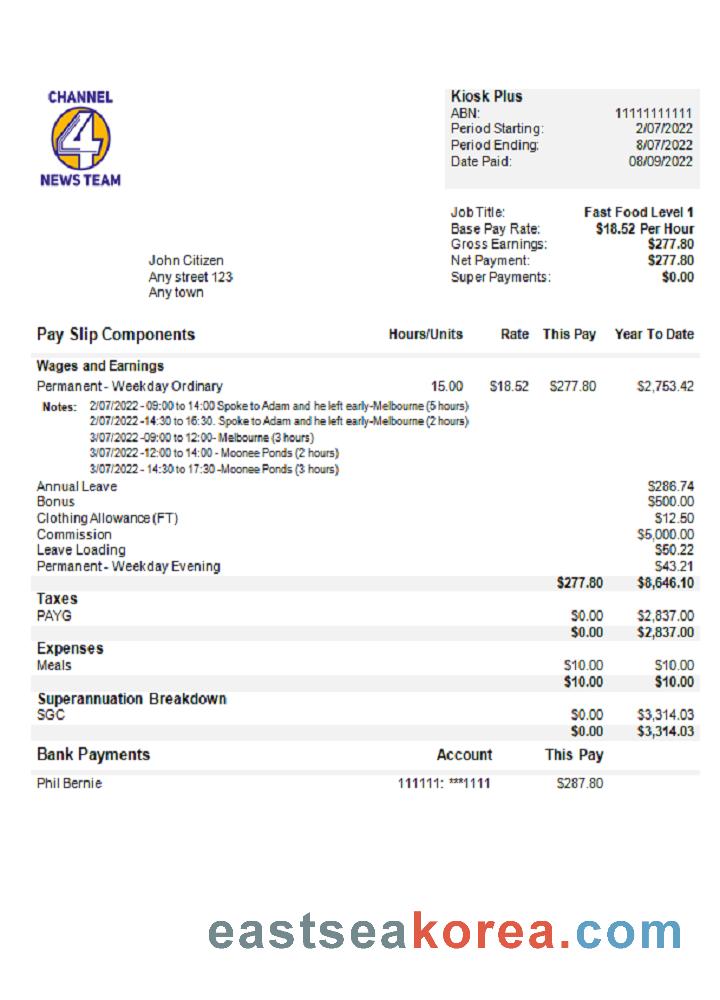 CHANNEL
4
NEWS TEAM
Kiosk Plus
ABN: 11111111111
Period Starting: 2/07/2022
Period Ending: 8/07/2022
Date Paid: 08/09/2022
Job Title: Fast Food Level 1
Base Pay Rate: $18.52 Per Hour
Gross Earnings: $277.80
Net Payment: $277.80
Super Payments: $0.00
John Citizen
Any street 123
Any town
Pay Slip Components Hours/Units Rate This Pay Year To Date
Wages and Earnings
Permanent - Weekday Ordinary 15.00 $18.52 $277.80 $2,753.42
Notes: 2/07/2022 - 09:00 to 14:00 Spoke to Adam and he left early-Melbourne (5 hours)
2/07/2022 -14:30 to 16:30. Spoke to Adam and he left early-Melbourne (2 hours)
3/07/2022 -09:00 to 12:00- Melbourne (3 hours)
3/07/2022 -12:00 to 14:00 - Moonee Ponds (2 hours)
3/07/2022 - 14:30 to 17:30 -Moonee Ponds (3 hours)
Annual Leave $286.74
Bonus $500.00
Clothing Allowance (FT) $12.50
Commission $5,000.00
Leave Loading $50.22
Permanent - Weekday Evening $43.21
$277.80 $8,646.10
Taxes
PAYG $0.00 $2,837.00
$0.00 $2,837.00
Expenses
Meals $10.00 $10.00
$10.00 $10.00
Superannuation Breakdown
SGC $0.00 $3,314.03
$0.00 $3,314.03
Bank Payments Account This Pay
Phil Bernie 111111: ***1111 $287.80
eastseakorea.com